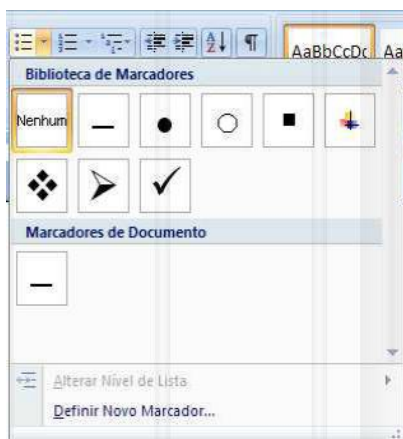 AaBbCcDc Aa
Biblioteca de Marcadores
Nenhum
Marcadores de Documento
Alterar Nível de Lista
Definir Novo Marcador...